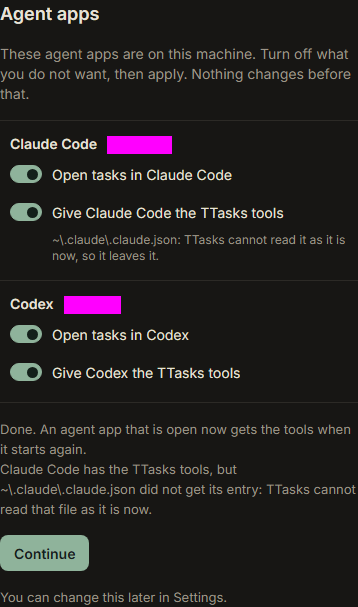 Agent apps
These agent apps are on this machine. Turn off what
you do not want, then apply. Nothing changes before
that.
Claude Code
Open tasks in Claude Code
Give Claude Code the TTasks tools
~\.claude\.claude.json: TTasks cannot read it as it is
now, so it leaves it.
Codex
Open tasks in Codex
Give Codex the TTasks tools
Done. An agent app that is open now gets the tools when
it starts again.
Claude Code has the TTasks tools, but
~\.claude\.claude.json did not get its entry: TTasks cannot
read that file as it is now.
Continue
You can change this later in Settings.